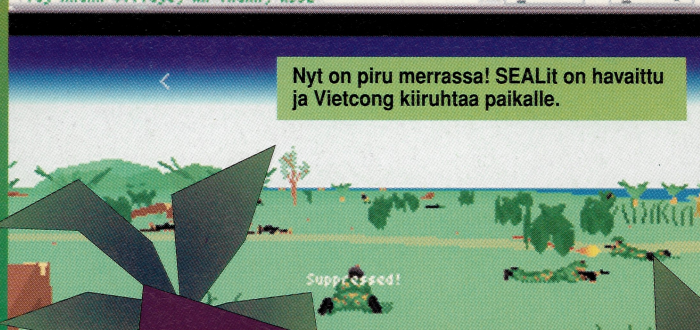 Nyt on piru merrassa! SEALit on havaittu
ja Vietcong kiiruhtaa paikalle.
Suppressed!